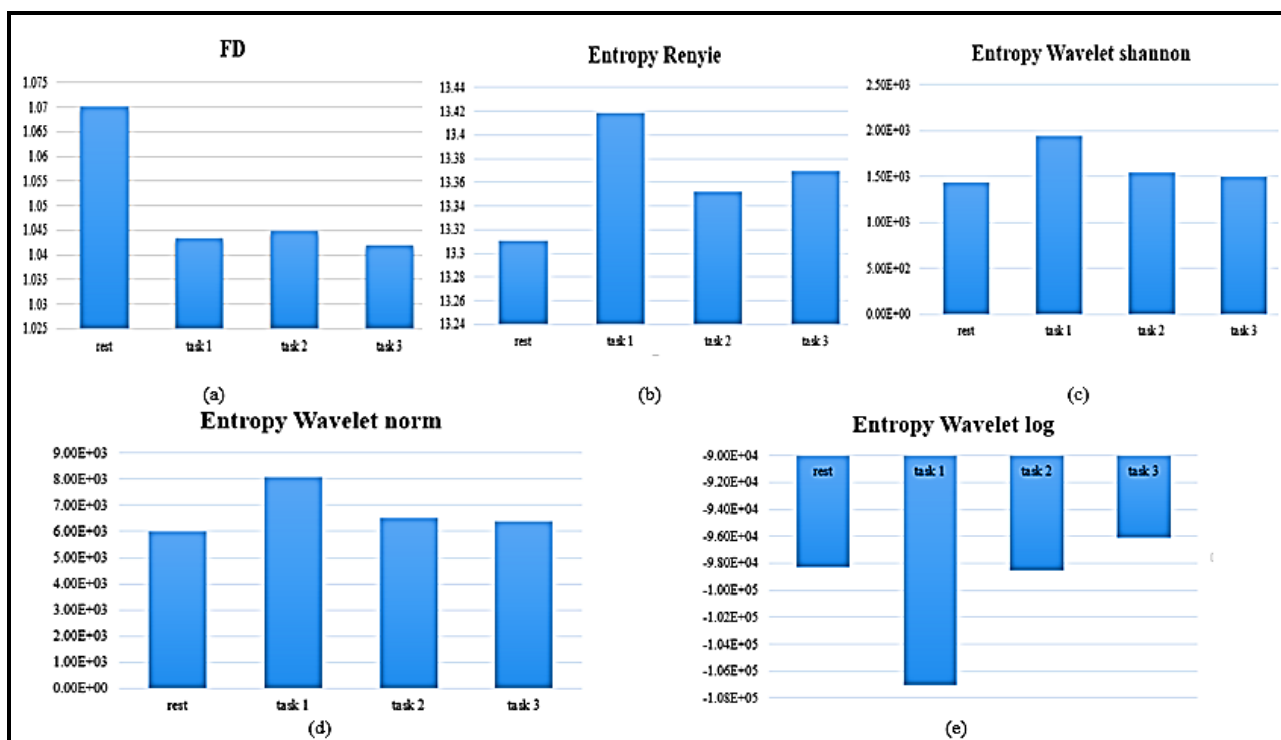 FD
1.075
1.07
1.065
1.06
1.055
1.05
1.045
1.04
1.035
1.03
1.025
rest task 1 task 2 task 3
(a)
Entropy Renyie
13.44
13.42
13.4
13.38
13.36
13.34
13.32
13.3
13.28
13.26
13.24
rest task 1 task 2 task 3
(b)
Entropy Wavelet shannon
2.50E+03
2.00E+03
1.50E+03
1.00E+03
5.00E+02
0.00E+00
rest task 1 task 2 task 3
(c)
Entropy Wavelet norm
9.00E+03
8.00E+03
7.00E+03
6.00E+03
5.00E+03
4.00E+03
3.00E+03
2.00E+03
1.00E+03
0.00E+00
rest task 1 task 2 task 3
(d)
Entropy Wavelet log
-9.00E+04
-9.20E+04
-9.40E+04
-9.60E+04
-9.80E+04
-1.00E+05
-1.02E+05
-1.04E+05
-1.06E+05
-1.08E+05
rest task 1 task 2 task 3
(e)